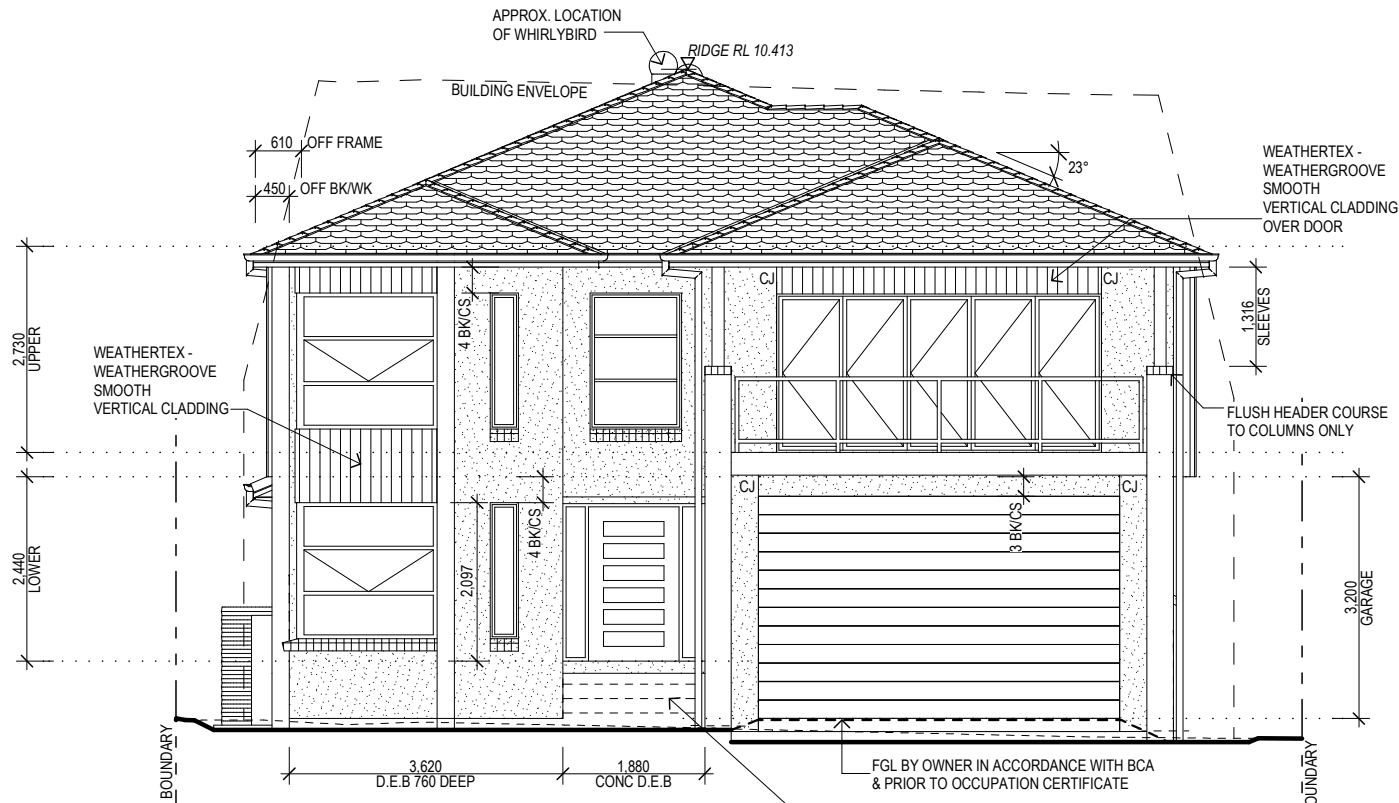 APPROX. LOCATION
OF WHIRLYBIRD
RIDGE RL 10.413
BUILDING ENVELOPE
610
OFF FRAME
450
OFF BK/WK
23°
WEATHERTEX -
WEATHERGROOVE
SMOOTH
VERTICAL CLADDING
OVER DOOR
CJ
CJ
4 BK/CS
1,316
SLEEVES
2,730
UPPER
WEATHERTEX -
WEATHERGROOVE
SMOOTH
VERTICAL CLADDING
FLUSH HEADER COURSE
TO COLUMNS ONLY
CJ
CJ
4 BK/CS
3 BK/CS
2,440
LOWER
2,097
3,200
GARAGE
BOUNDARY
3,620
D.E.B 760 DEEP
1,880
CONC D.E.B
FGL BY OWNER IN ACCORDANCE WITH BCA
& PRIOR TO OCCUPATION CERTIFICATE
BOUNDARY